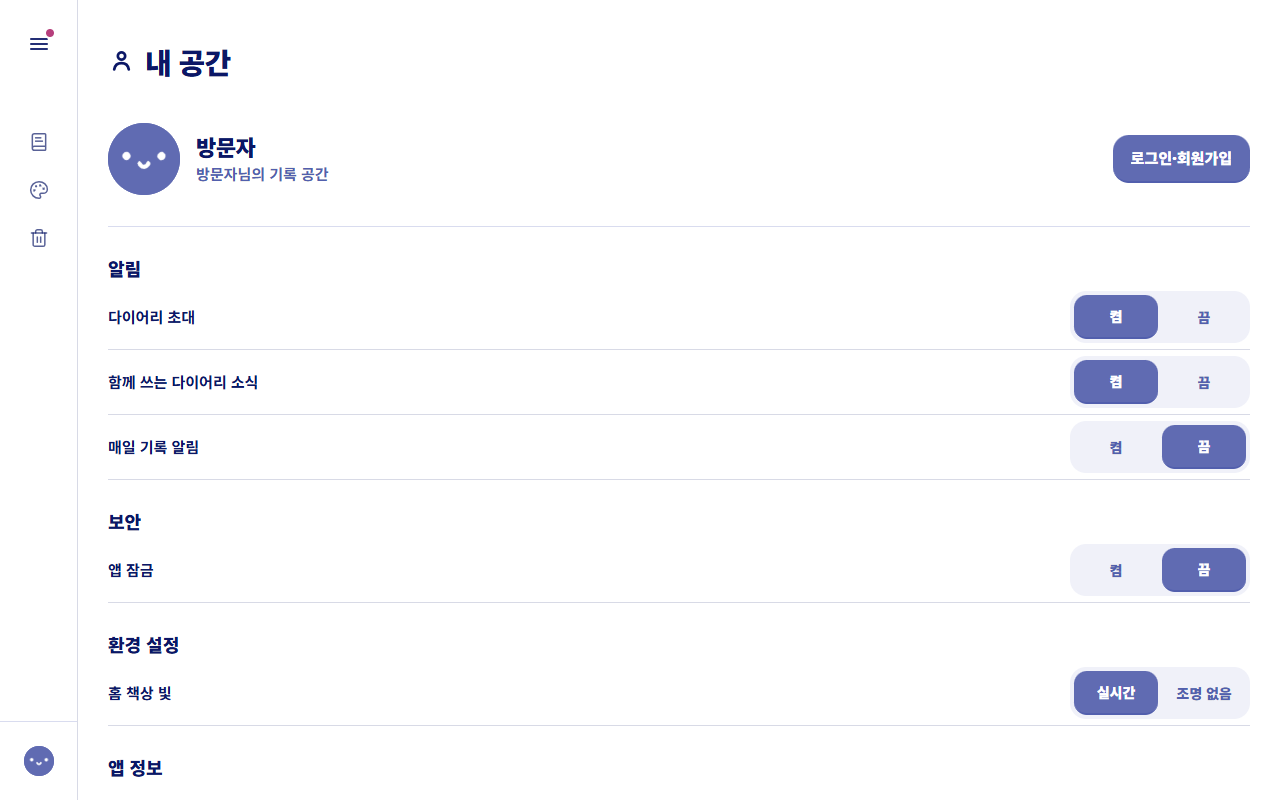 내 공간
방문자
방문자님의 기록 공간
로그인·회원가입
알림
다이어리 초대
켬
끔
함께 쓰는 다이어리 소식
켬
끔
매일 기록 알림
켬
끔
보안
앱 잠금
켬
끔
환경 설정
홈 책상 빛
실시간
조명 없음
앱 정보